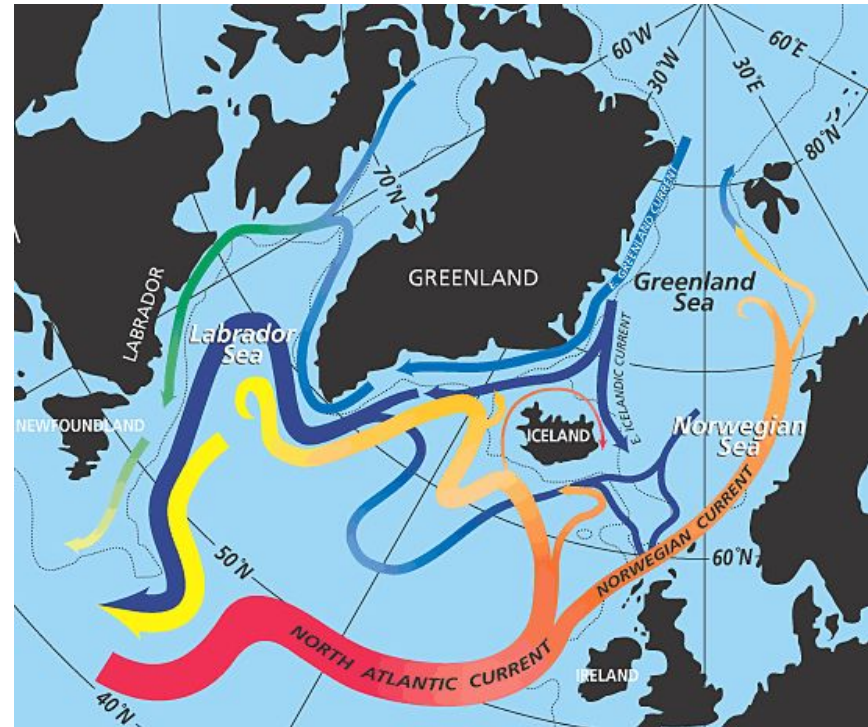 60°W
30°W
60°E
30°E
80°N
70°N
E. GREENLAND CURRENT
GREENLAND
Greenland
Sea
LABRADOR
Labrador
Sea
E. ICELANDIC CURRENT
NEWFOUNDLAND
ICELAND
Norwegian
Sea
50°N
60°N
NORWEGIAN CURRENT
NORTH ATLANTIC CURRENT
IRELAND
40°N